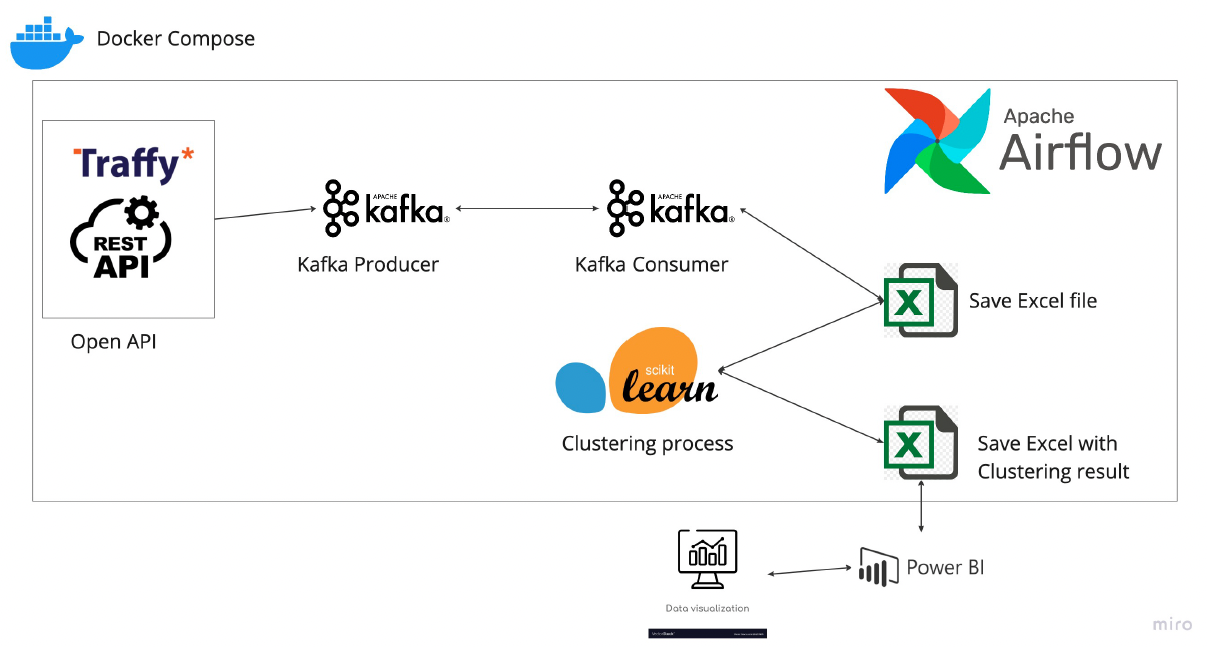 Docker Compose
Apache
Airflow
Traffy*
REST
API
Open API
APACHE
kafka®
Kafka Producer
APACHE
kafka®
Kafka Consumer
X
Save Excel file
scikit
learn
Clustering process
X
Save Excel with
Clustering result
Power BI
Data visualization
miro